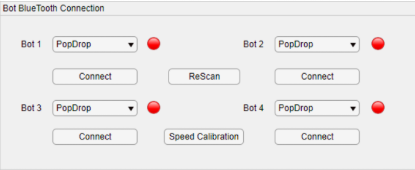 Bot BlueTooth Connection
Bot 1 PopDrop Bot 2 PopDrop
Connect ReScan Connect
Bot 3 PopDrop Bot 4 PopDrop
Connect Speed Calibration Connect